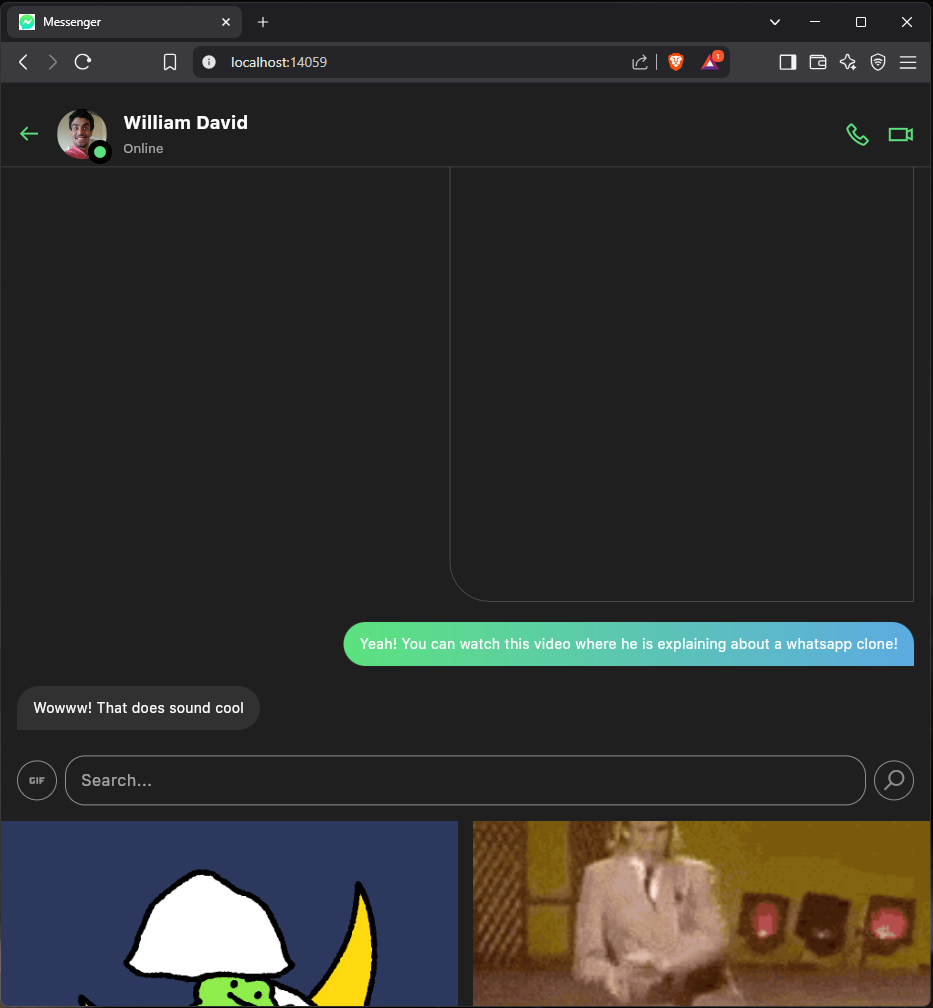 Messenger
localhost:14059
1
William David
Online
Yeah! You can watch this video where he is explaining about a whatsapp clone!
Wowww! That does sound cool
GIF
Search...